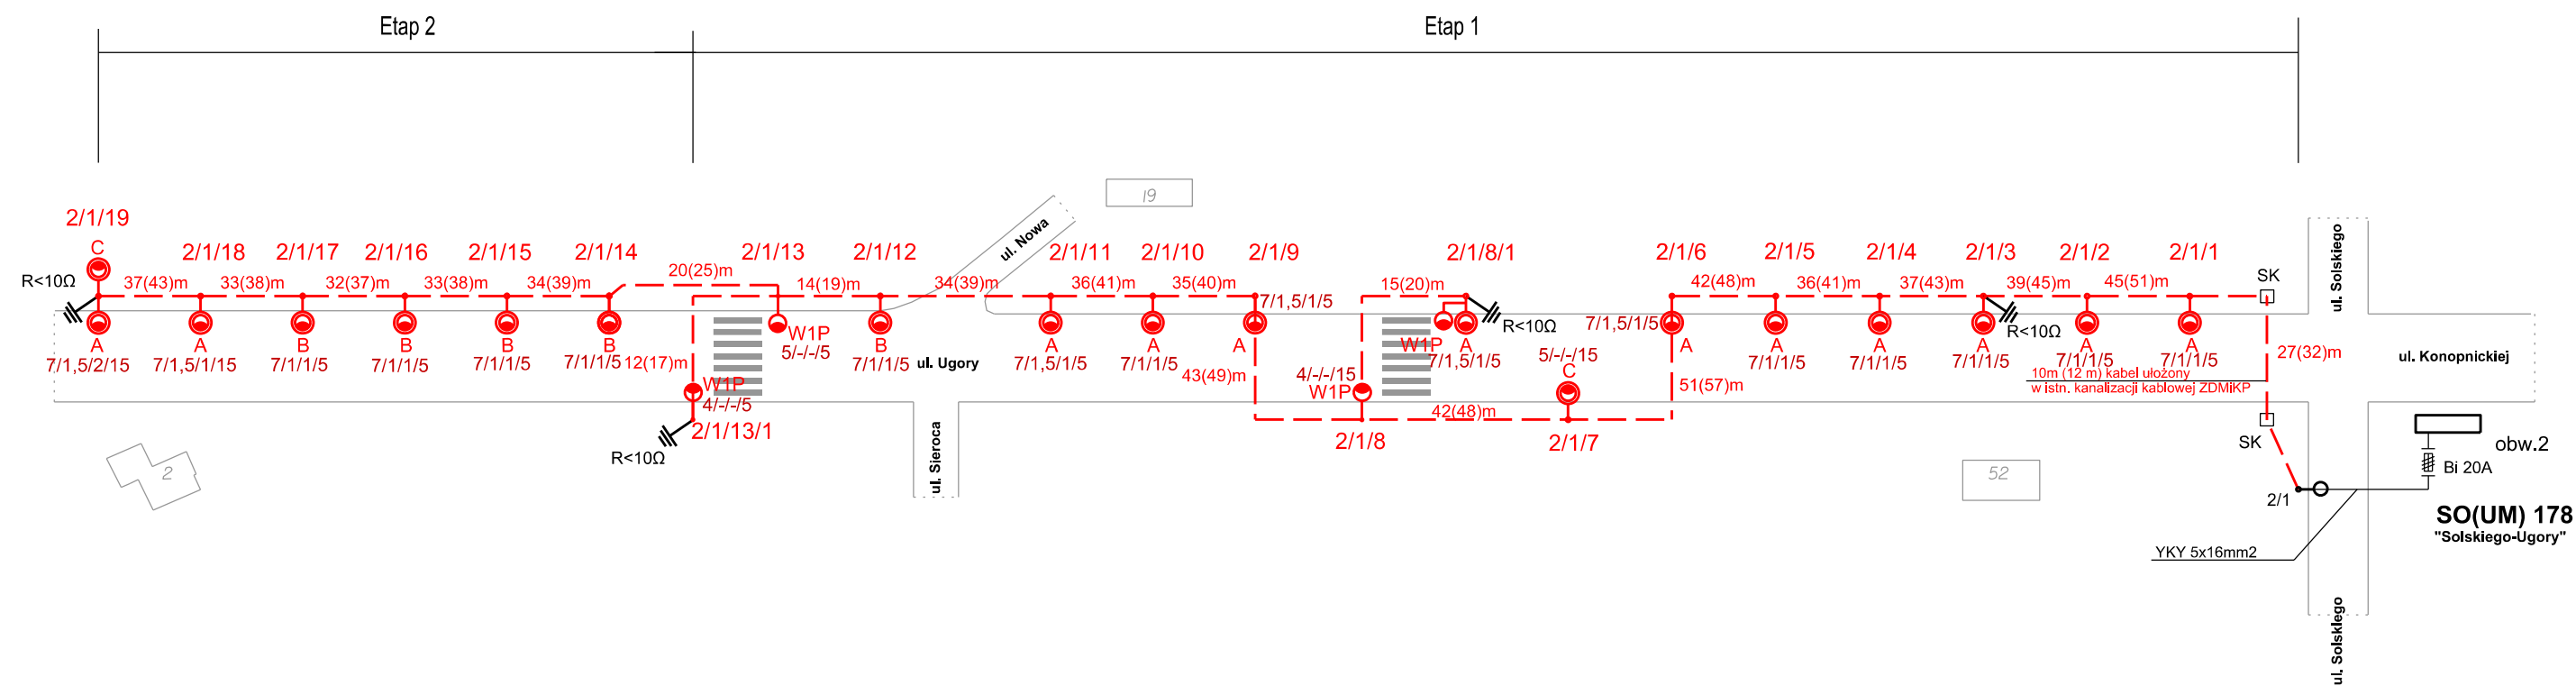 Etap 2
Etap 1
19
ul. Nowa
ul. Solskiego
2/1/19
C
2/1/18
2/1/17
2/1/16
2/1/15
2/1/14
2/1/13
2/1/12
2/1/11
2/1/10
2/1/9
2/1/8/1
2/1/6
2/1/5
2/1/4
2/1/3
2/1/2
2/1/1
SK
R<10Ω
37(43)m
33(38)m
32(37)m
33(38)m
34(39)m
20(25)m
14(19)m
34(39)m
36(41)m
35(40)m
15(20)m
42(48)m
36(41)m
37(43)m
39(45)m
45(51)m
7/1,5/1/5
R<10Ω
7/1,5/1/5
R<10Ω
A
A
B
B
B
B
W1P
B
A
A
A
W1P
A
A
A
A
A
A
A
7/1,5/2/15
7/1,5/1/15
7/1/1/5
7/1/1/5
7/1/1/5
7/1/1/5
5/-/-/5
7/1/1/5
7/1,5/1/5
7/1/1/5
7/1,5/1/5
7/1/1/5
7/1/1/5
7/1/1/5
7/1/1/5
7/1/1/5
12(17)m
ul. Ugory
43(49)m
5/-/-/15
C
51(57)m
27(32)m
ul. Konopnickiej
10m (12 m) kabel ułożony
w istn. kanalizacji kablowej ZDMiKP
W1P
4/-/-/5
4/-/-/15
W1P
42(48)m
2/1/13/1
R<10Ω
2/1/8
2/1/7
SK
obw.2
Bi 20A
2
ul. Sieroca
52
2/1
SO(UM) 178
"Solskiego-Ugory"
YKY 5x16mm2
ul. Solskiego